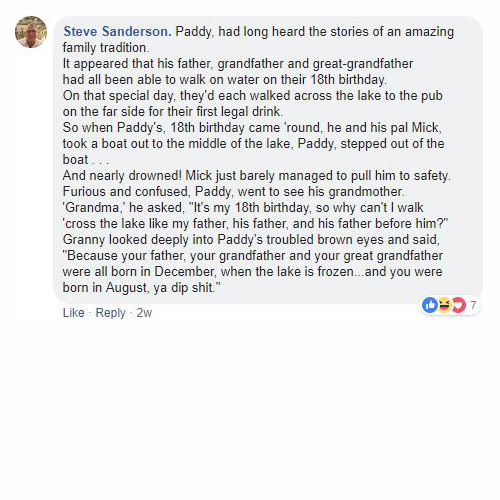 Steve Sanderson. Paddy, had long heard the stories of an amazing
family tradition.
It appeared that his father, grandfather and great-grandfather
had all been able to walk on water on their 18th birthday.
On that special day, they'd each walked across the lake to the pub
on the far side for their first legal drink.
So when Paddy's, 18th birthday came 'round, he and his pal Mick,
took a boat out to the middle of the lake, Paddy, stepped out of the
boat . . .
And nearly drowned! Mick just barely managed to pull him to safety.
Furious and confused, Paddy, went to see his grandmother.
'Grandma,' he asked, "It's my 18th birthday, so why can't I walk
'cross the lake like my father, his father, and his father before him?"
Granny looked deeply into Paddy's troubled brown eyes and said,
"Because your father, your grandfather and your great grandfather
were all born in December, when the lake is frozen...and you were
born in August, ya dip shit."
Like · Reply · 2w
7